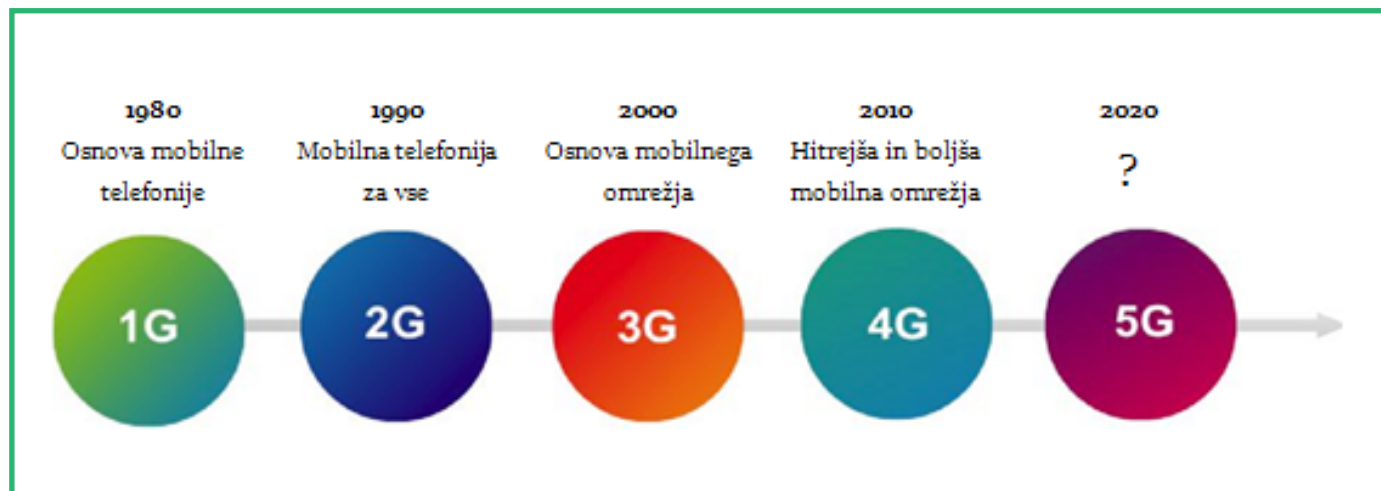 1980
Osnova mobilne
telefonije
1990
Mobilna telefonija
za vse
2000
Osnova mobilnega
omrežja
2010
Hitrejša in boljša
mobilna omrežja
2020
?
1G
2G
3G
4G
5G